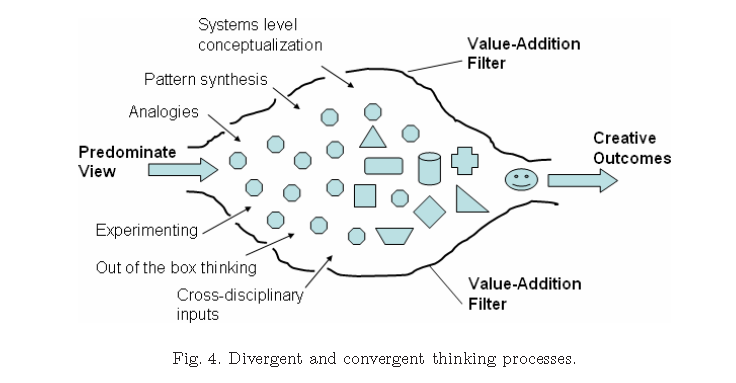 Systems level
conceptualization
Value-Addition
Filter
Pattern synthesis
Analogies
Predominate
View
Creative
Outcomes
Experimenting
Out of the box thinking
Cross-disciplinary
inputs
Value-Addition
Filter
Fig. 4. Divergent and convergent thinking processes.